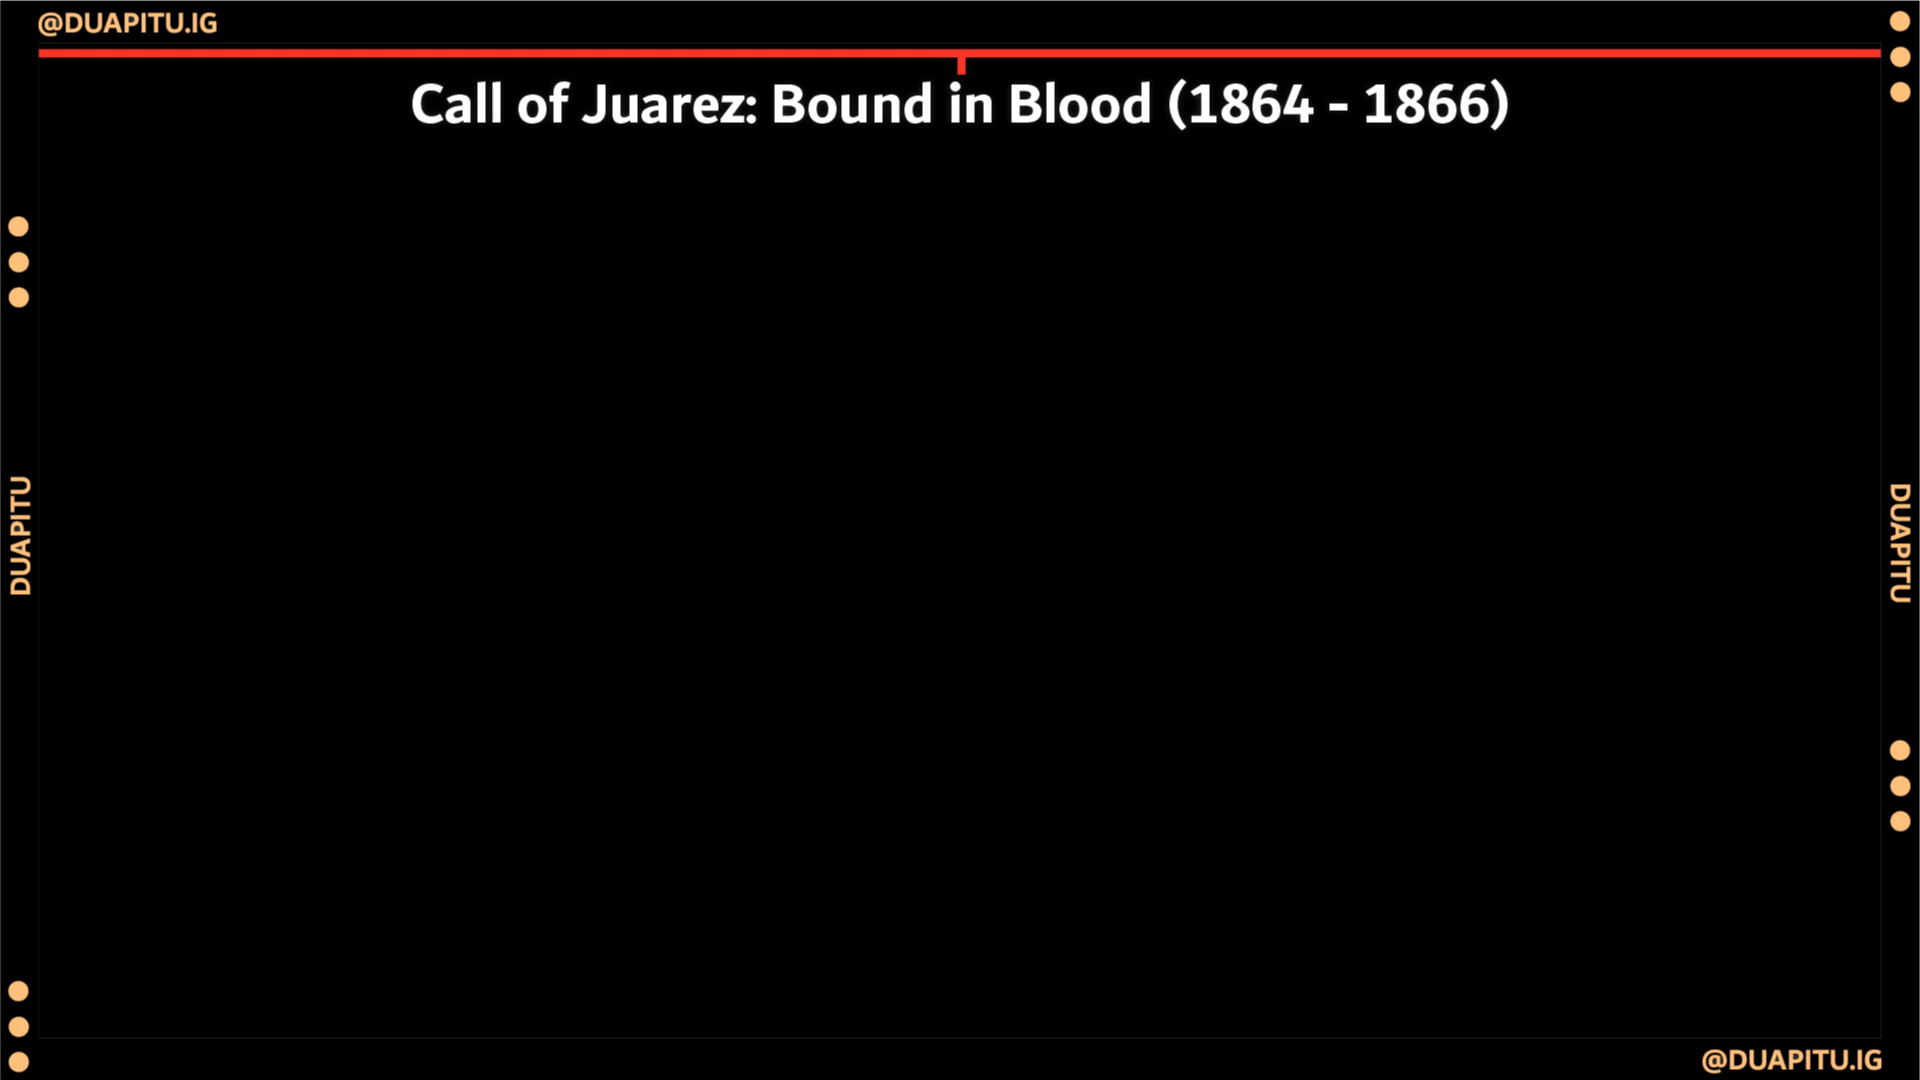 @DUAPITU.IG
Call of Juarez: Bound in Blood (1864 - 1866)
DUAPITU
DUAPITU
@DUAPITU.IG